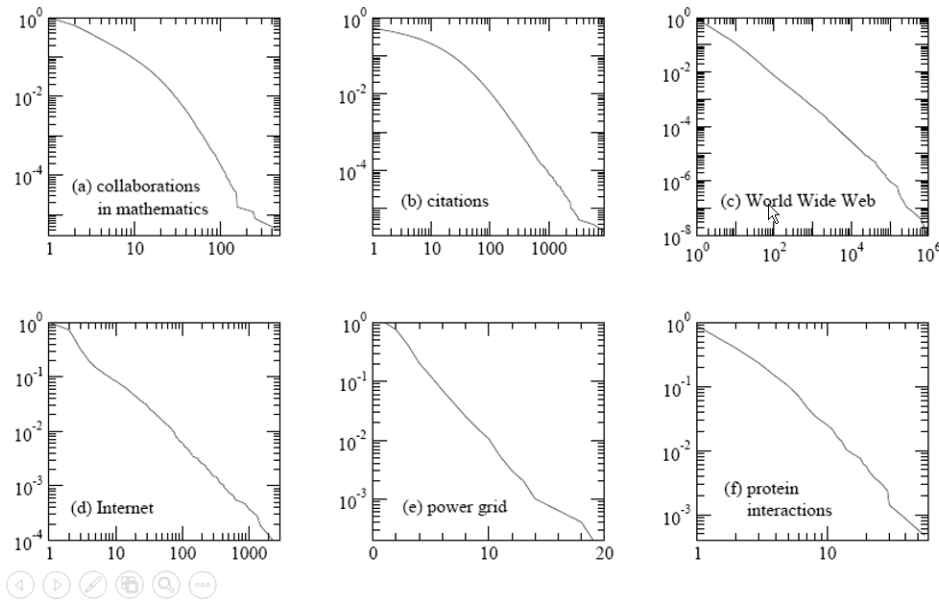 10^0 10^0 10^0
10^-2 10^-2 10^-2
10^-4 10^-4 10^-4
10^-6
10^-8
(a) collaborations
in mathematics
(b) citations
(c) World Wide Web
1 10 100
1 10 100 1000
10^0 10^2 10^4 10^6
10^0 10^0 10^0
10^-1 10^-1 10^-1
10^-2 10^-2 10^-2
10^-3 10^-3 10^-3
10^-4
(d) Internet
(e) power grid
(f) protein
interactions
1 10 100 1000
0 10 20
1 10